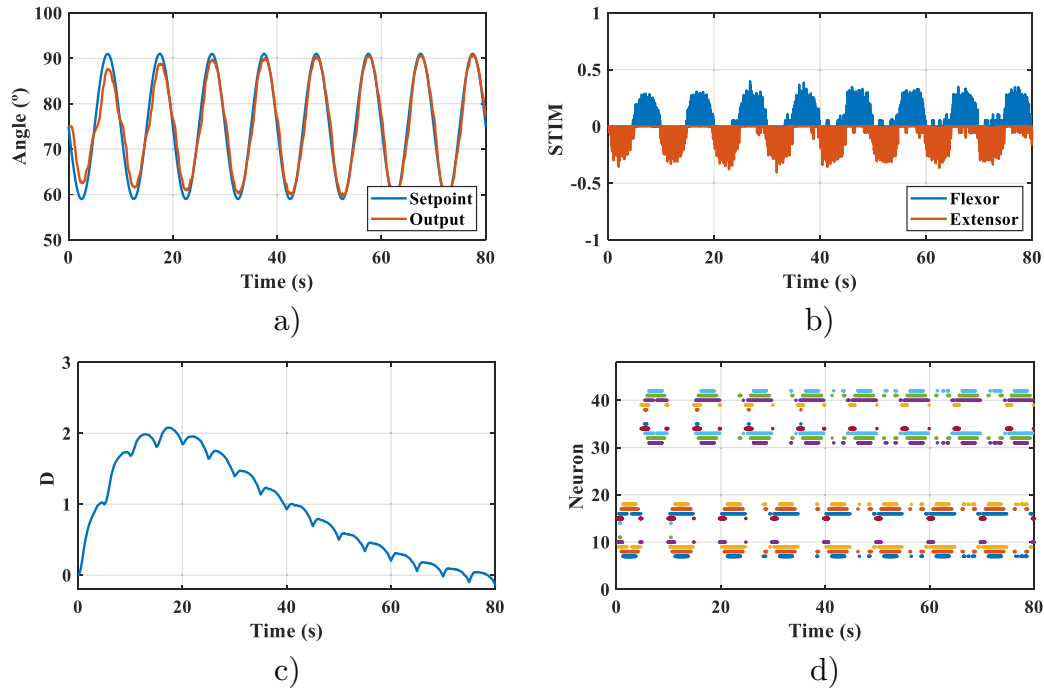 100
90
80
70
60
50
Angle (º)
0 20 40 60 80
Time (s)
Setpoint
Output
a)
1
0.5
0
-0.5
-1
STIM
0 20 40 60 80
Time (s)
Flexor
Extensor
b)
3
2
1
0
D
0 20 40 60 80
Time (s)
c)
40
30
20
10
0
Neuron
0 20 40 60 80
Time (s)
d)